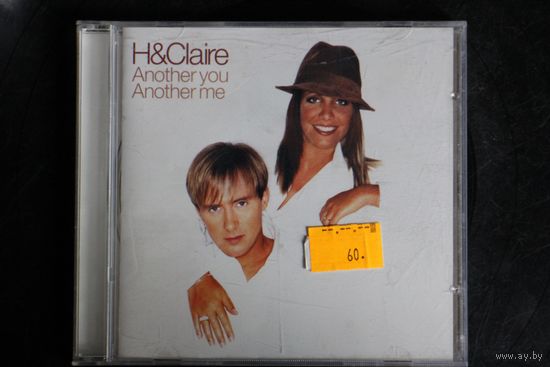 H&Claire
Another you
Another me
60.
www.ay.by